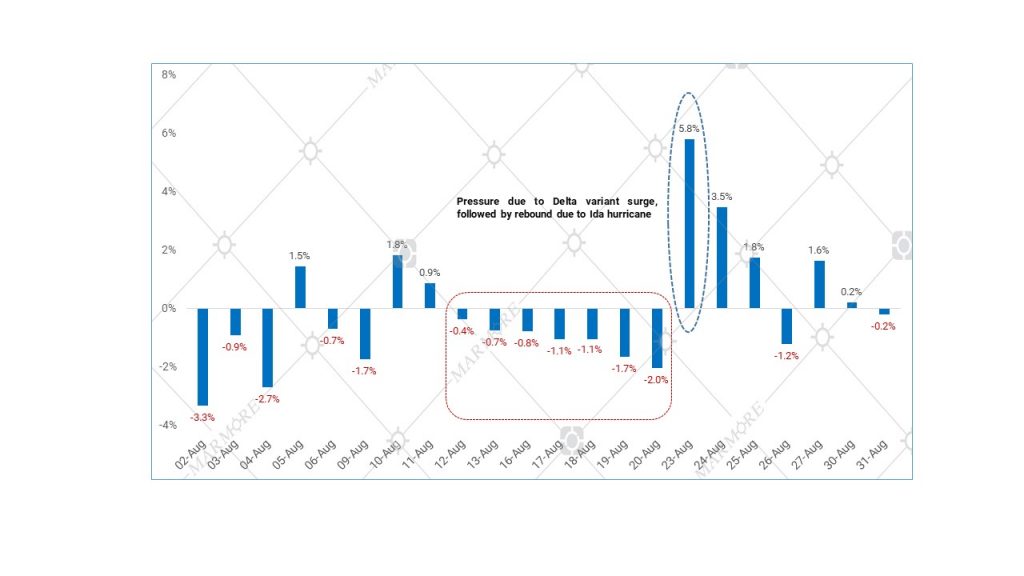 8%
6%
4%
2%
0%
-2%
-4%
Pressure due to Delta variant surge,
followed by rebound due to Ida hurricane
-3.3%
-0.9%
-2.7%
1.5%
-0.7%
-1.7%
1.8%
0.9%
-0.4%
-0.7%
-0.8%
-1.1%
-1.1%
-1.7%
-2.0%
5.8%
3.5%
1.8%
-1.2%
1.6%
0.2%
-0.2%
02-Aug
03-Aug
04-Aug
05-Aug
06-Aug
09-Aug
10-Aug
11-Aug
12-Aug
13-Aug
16-Aug
17-Aug
18-Aug
19-Aug
20-Aug
23-Aug
24-Aug
25-Aug
26-Aug
27-Aug
30-Aug
31-Aug
MARMORE
MARMORE
MARMORE